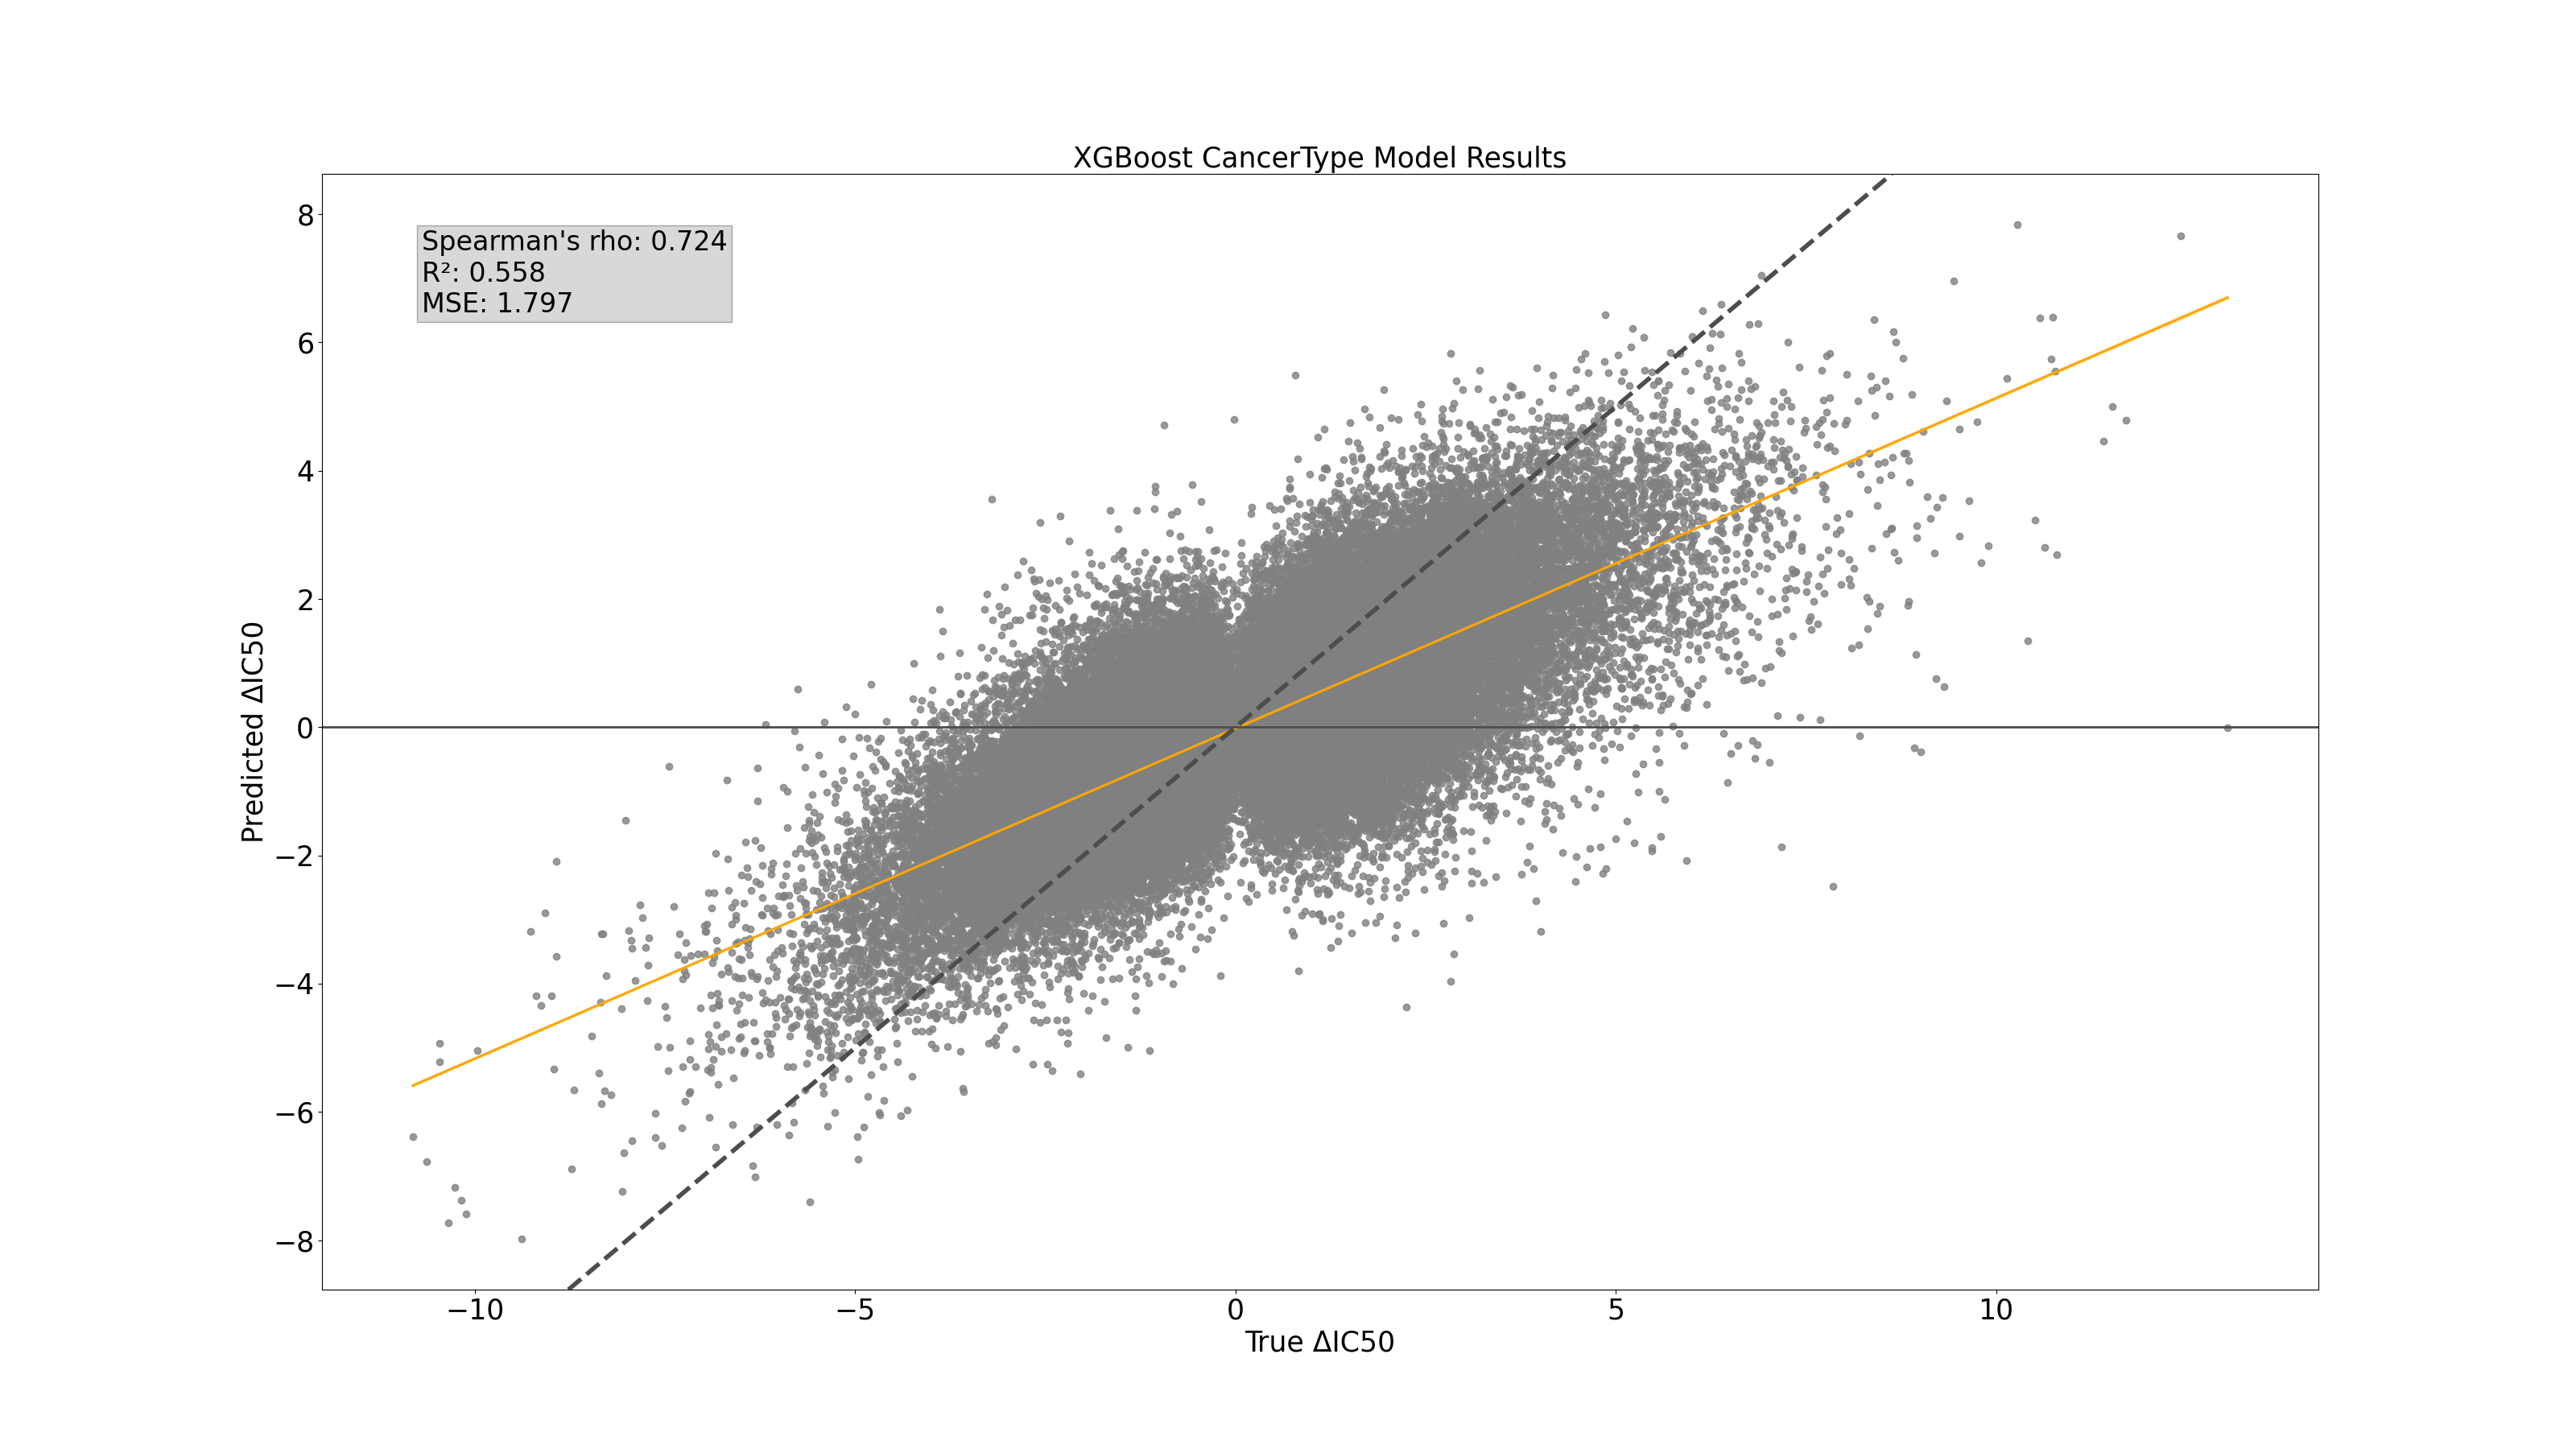 XGBoost CancerType Model Results
Spearman's rho: 0.724
R²: 0.558
MSE: 1.797
8
6
4
2
0
−2
−4
−6
−8
Predicted ΔIC50
−10
−5
0
5
10
True ΔIC50